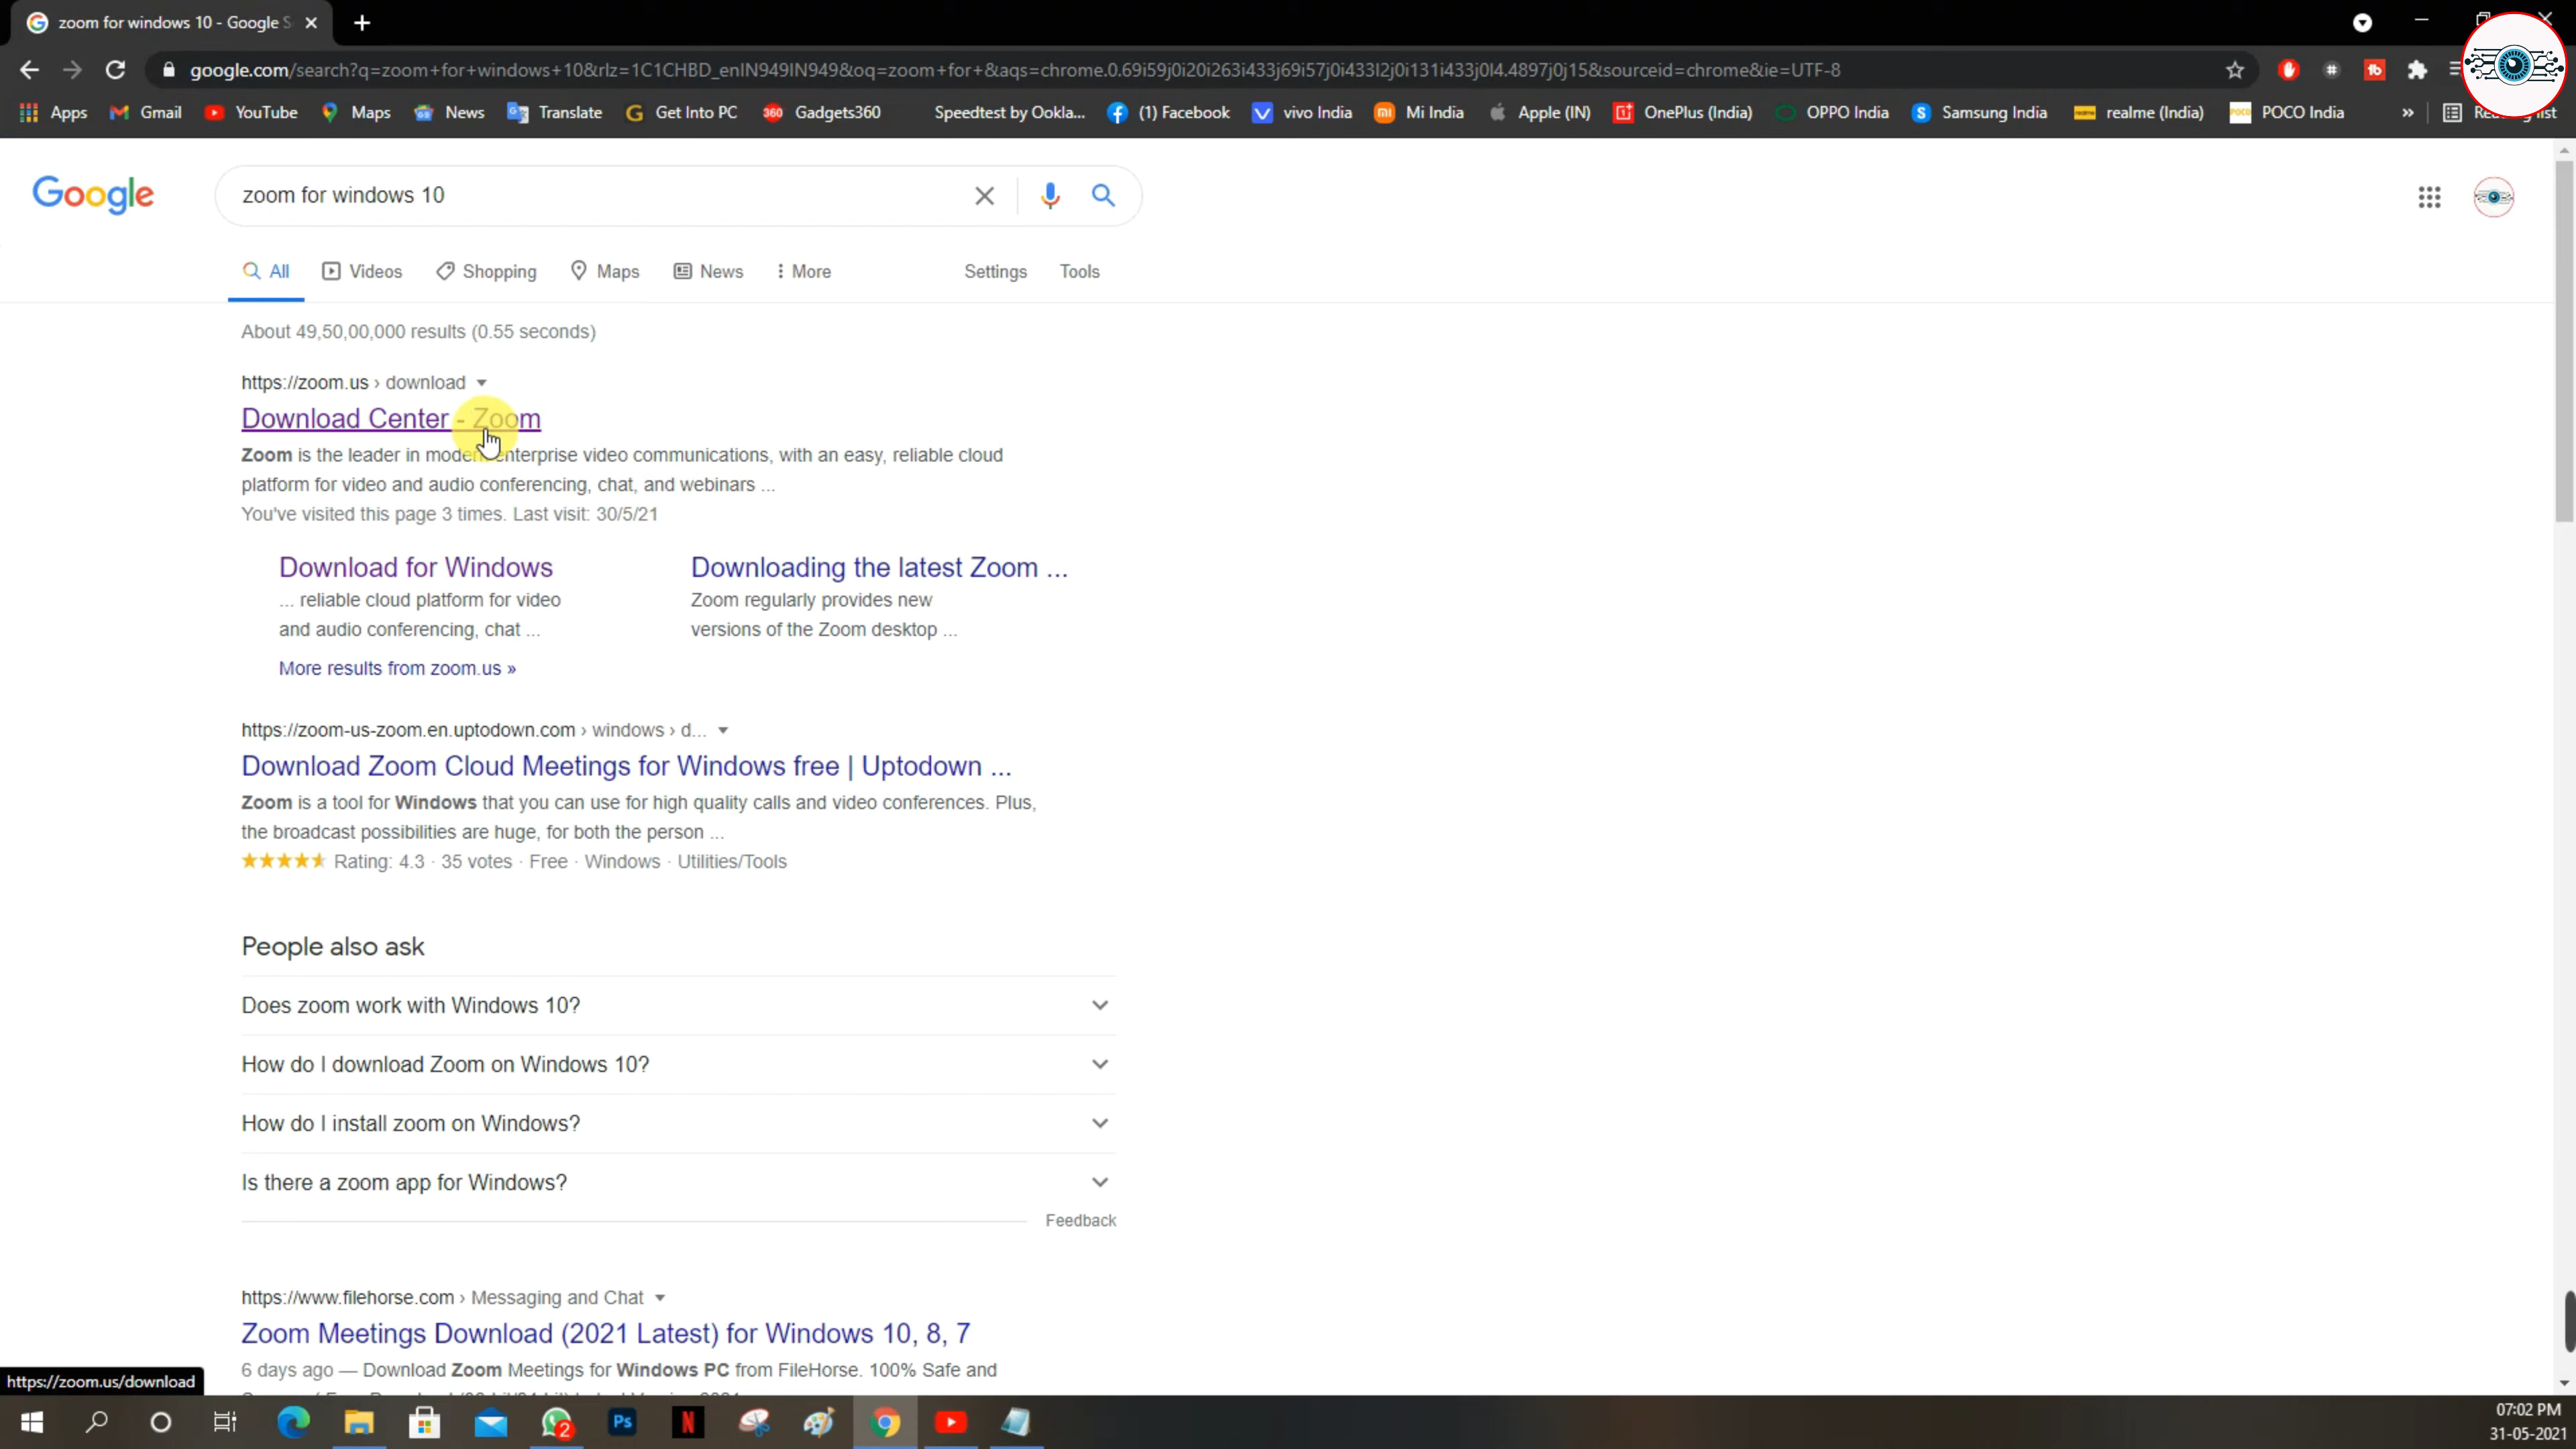 zoom for windows 10 - Google S
google.com/search?q=zoom+for+windows+10&rlz=1C1CHBD_enIN949IN949&oq=zoom+for+&aqs=chrome.0.69i59j0i20i263i433j69i57j0i433l2j0i131i433j0l4.4897j0j15&sourceid=chrome&ie=UTF-8
Apps Gmail YouTube Maps News Translate Get Into PC Gadgets360 Speedtest by Ookla... (1) Facebook vivo India Mi India Apple (IN) OnePlus (India) OPPO India Samsung India realme (India) POCO India »
Google
zoom for windows 10
All Videos Shopping Maps News More Settings Tools
About 49,50,00,000 results (0.55 seconds)
https://zoom.us › download
Download Center - Zoom
Zoom is the leader in modern enterprise video communications, with an easy, reliable cloud
platform for video and audio conferencing, chat, and webinars ...
You've visited this page 3 times. Last visit: 30/5/21
Download for Windows
... reliable cloud platform for video
and audio conferencing, chat ...
Downloading the latest Zoom ...
Zoom regularly provides new
versions of the Zoom desktop ...
More results from zoom.us »
https://zoom-us-zoom.en.uptodown.com › windows › d...
Download Zoom Cloud Meetings for Windows free | Uptodown ...
Zoom is a tool for Windows that you can use for high quality calls and video conferences. Plus,
the broadcast possibilities are huge, for both the person ...
Rating: 4.3 · 35 votes · Free · Windows · Utilities/Tools
People also ask
Does zoom work with Windows 10?
How do I download Zoom on Windows 10?
How do I install zoom on Windows?
Is there a zoom app for Windows?
Feedback
https://www.filehorse.com › Messaging and Chat
Zoom Meetings Download (2021 Latest) for Windows 10, 8, 7
6 days ago — Download Zoom Meetings for Windows PC from FileHorse. 100% Safe and
https://zoom.us/download
2
Ps
N
07:02 PM
31-05-2021